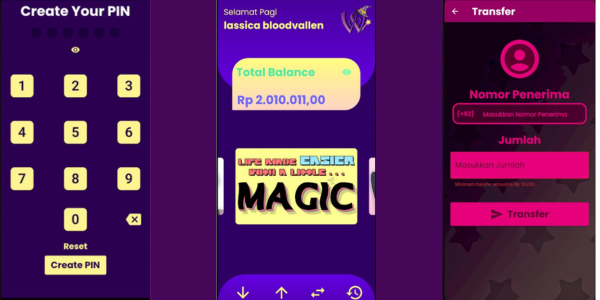 Create Your PIN
1 2 3
4 5 6
7 8 9
0
Reset
Create PIN
Selamat Pagi
lassica bloodvallen
Total Balance
Rp 2.010.011,00
LIFE MADE EASIER
WITH A LITTLE ...
MAGIC
Transfer
Nomor Penerima
(+62) Masukkan Nomor Penerima
Jumlah
Masukkan Jumlah
Minimum transfer
Transfer